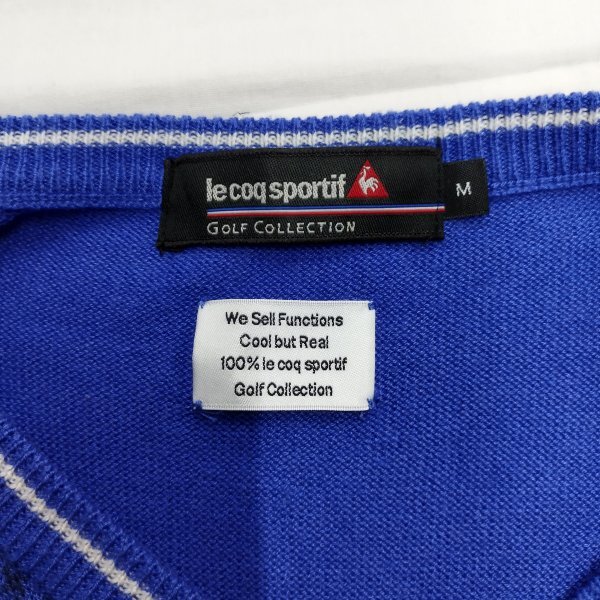 le coq sportif
GOLF COLLECTION
M
We Sell Functions
Cool but Real
100% le coq sportif
Golf Collection